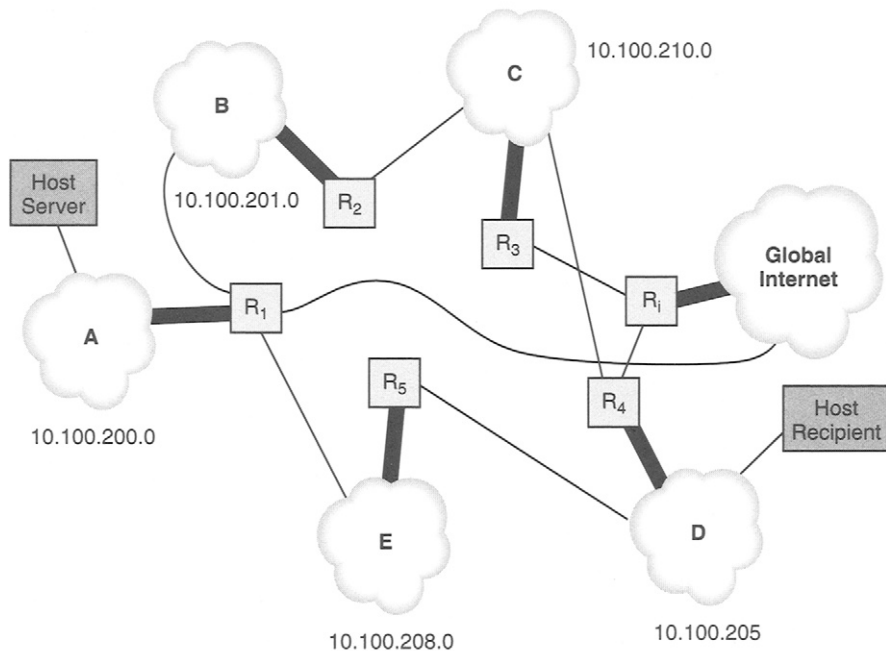 C
10.100.210.0
B
Host
Server
10.100.201.0
R2
R3
Global
Internet
Ri
R1
A
R5
R4
Host
Recipient
10.100.200.0
E
D
10.100.208.0
10.100.205